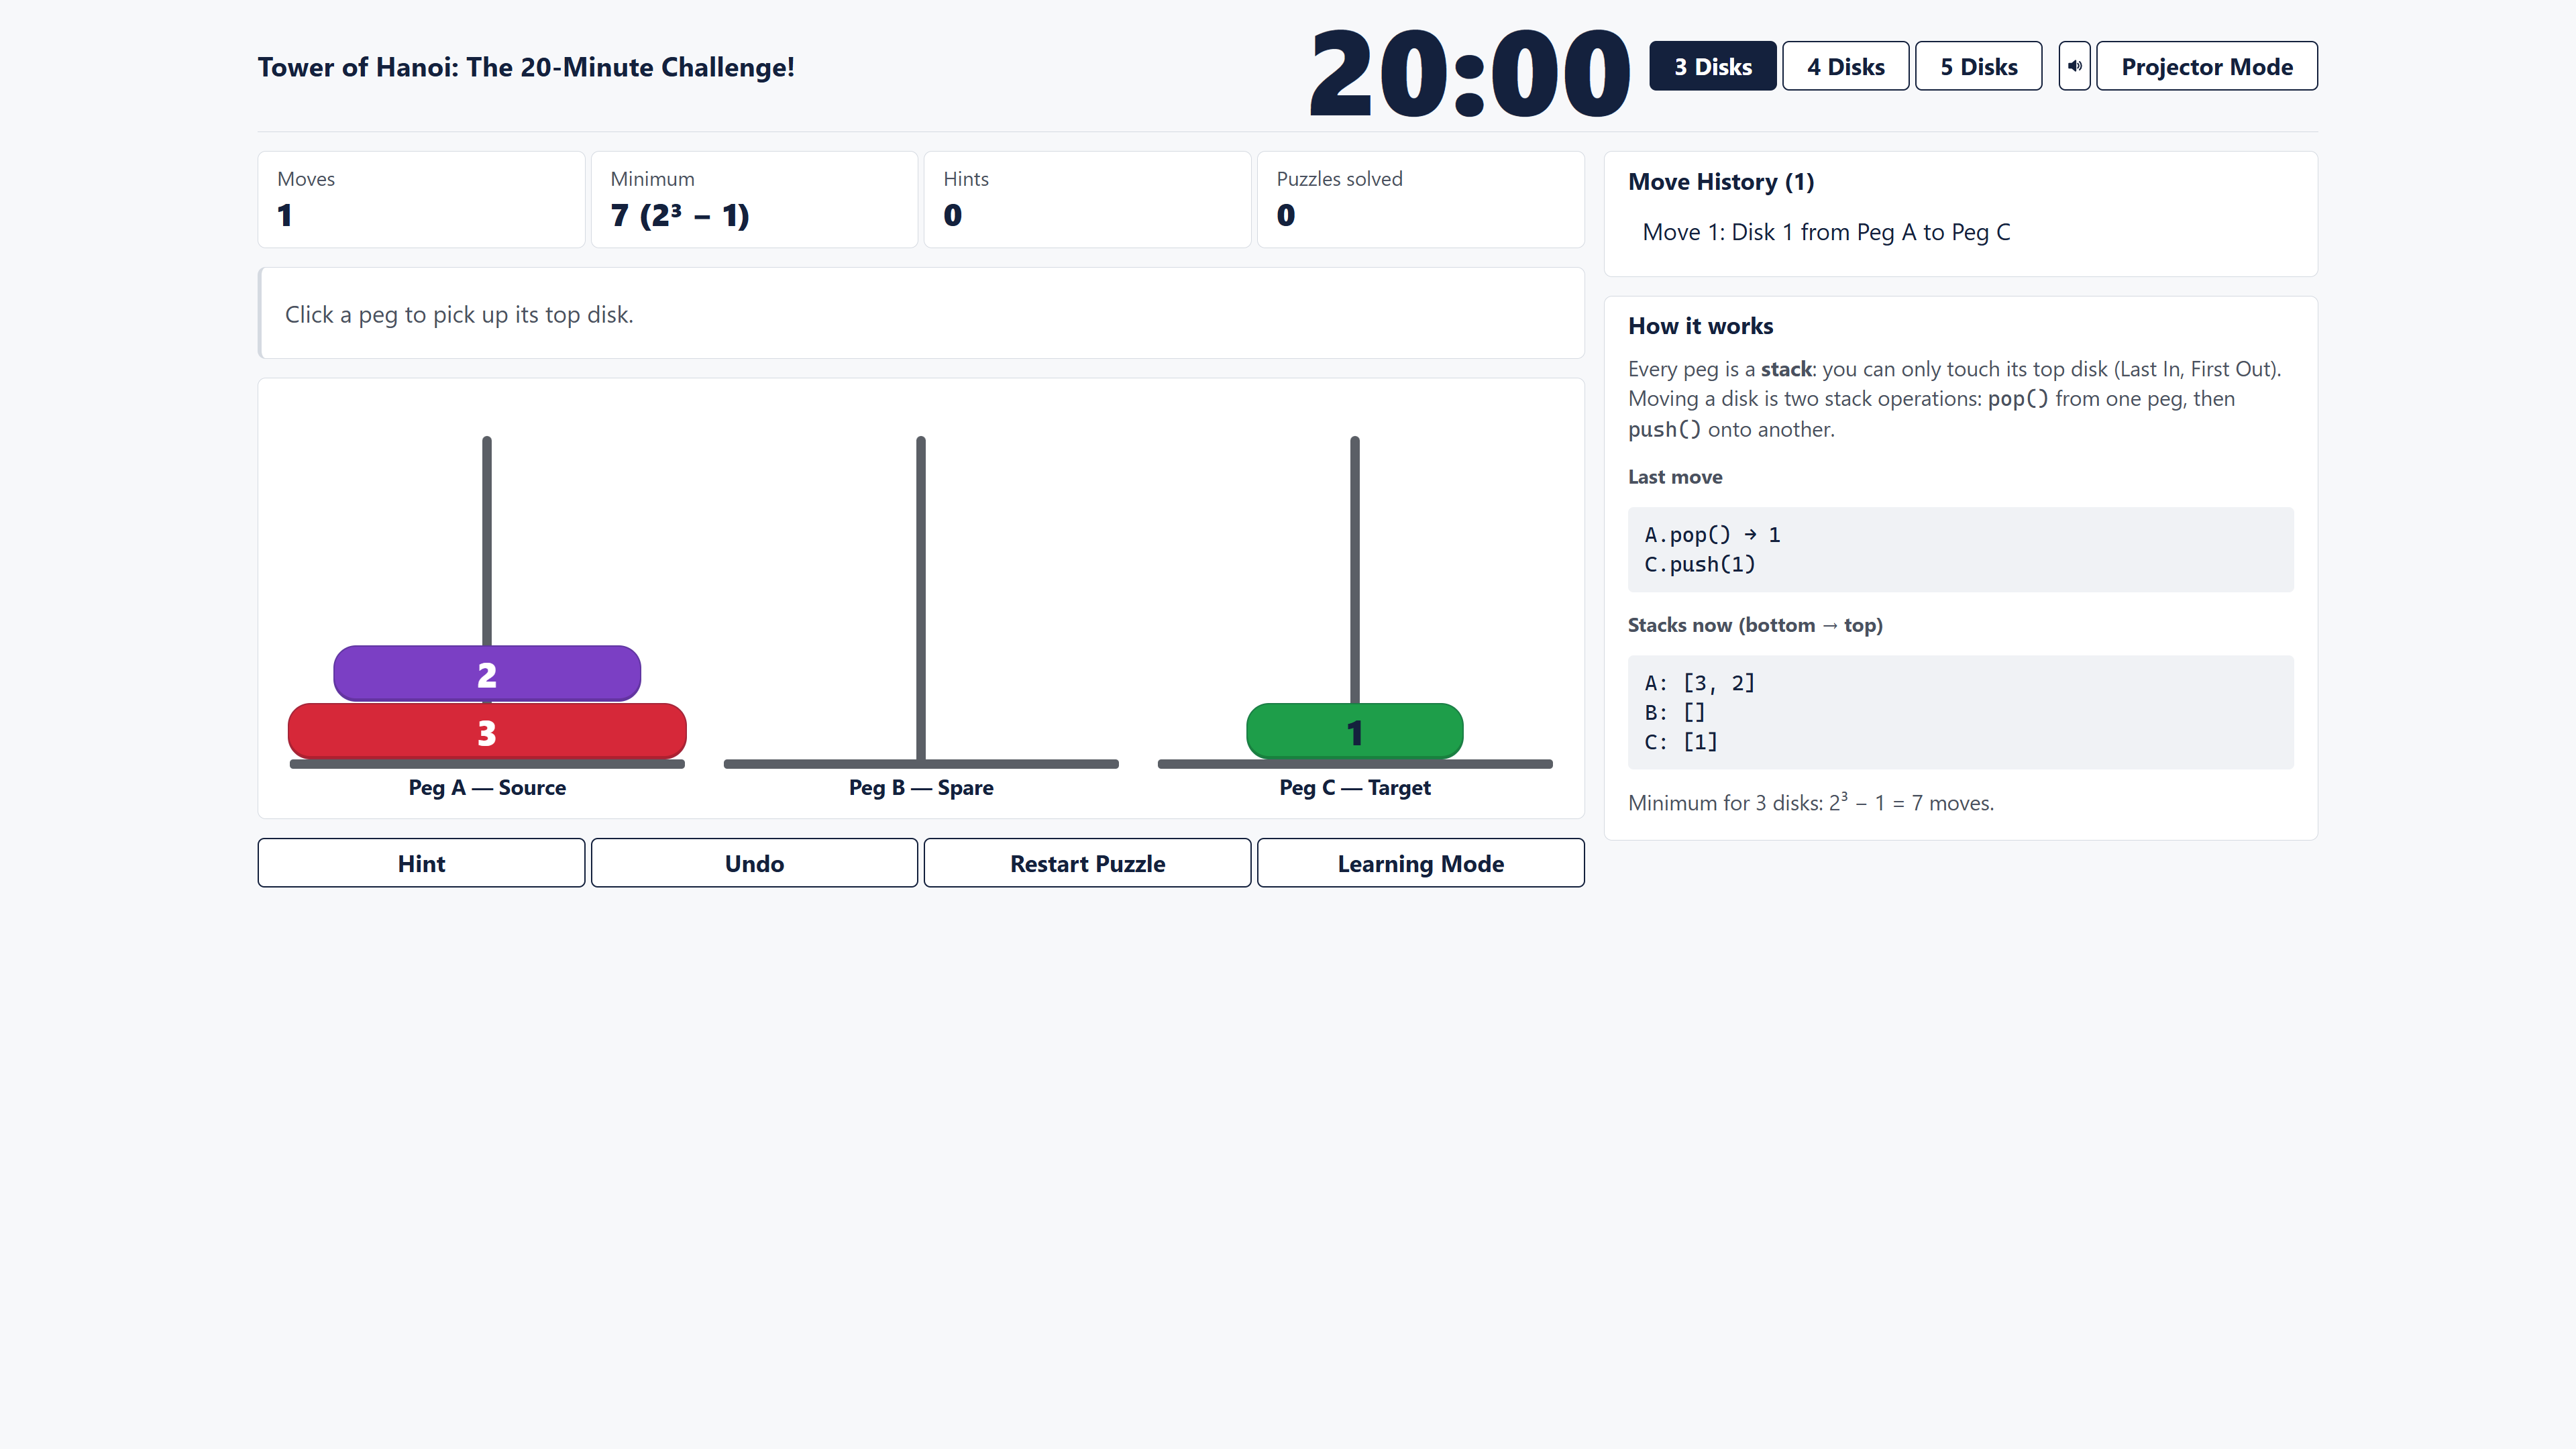 Tower of Hanoi: The 20-Minute Challenge!
20:00
3 Disks
4 Disks
5 Disks
Projector Mode
Moves
1
Minimum
7 (2³ − 1)
Hints
0
Puzzles solved
0
Click a peg to pick up its top disk.
2
3
1
Peg A — Source
Peg B — Spare
Peg C — Target
Hint
Undo
Restart Puzzle
Learning Mode
Move History (1)
Move 1: Disk 1 from Peg A to Peg C
How it works
Every peg is a stack: you can only touch its top disk (Last In, First Out).
Moving a disk is two stack operations: pop() from one peg, then
push() onto another.
Last move
A.pop() → 1
C.push(1)
Stacks now (bottom → top)
A: [3, 2]
B: []
C: [1]
Minimum for 3 disks: 2³ − 1 = 7 moves.